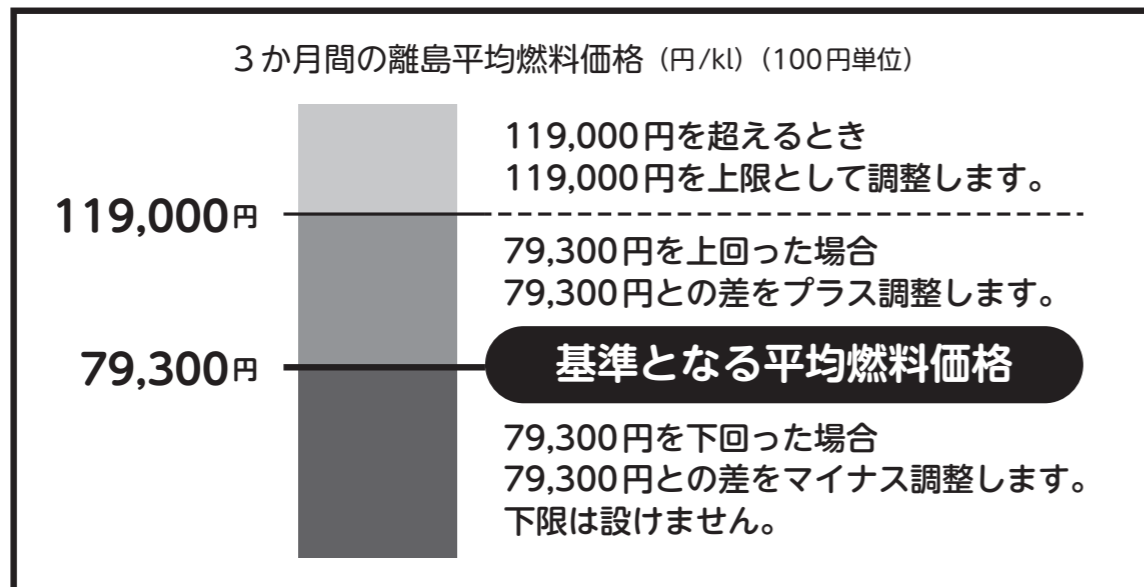 ３か月間の離島平均燃料価格（円/kl）（100円単位）
119,000円を超えるとき
119,000円を上限として調整します。
119,000円
79,300円を上回った場合
79,300円との差をプラス調整します。
79,300円
基準となる平均燃料価格
79,300円を下回った場合
79,300円との差をマイナス調整します。
下限は設けません。